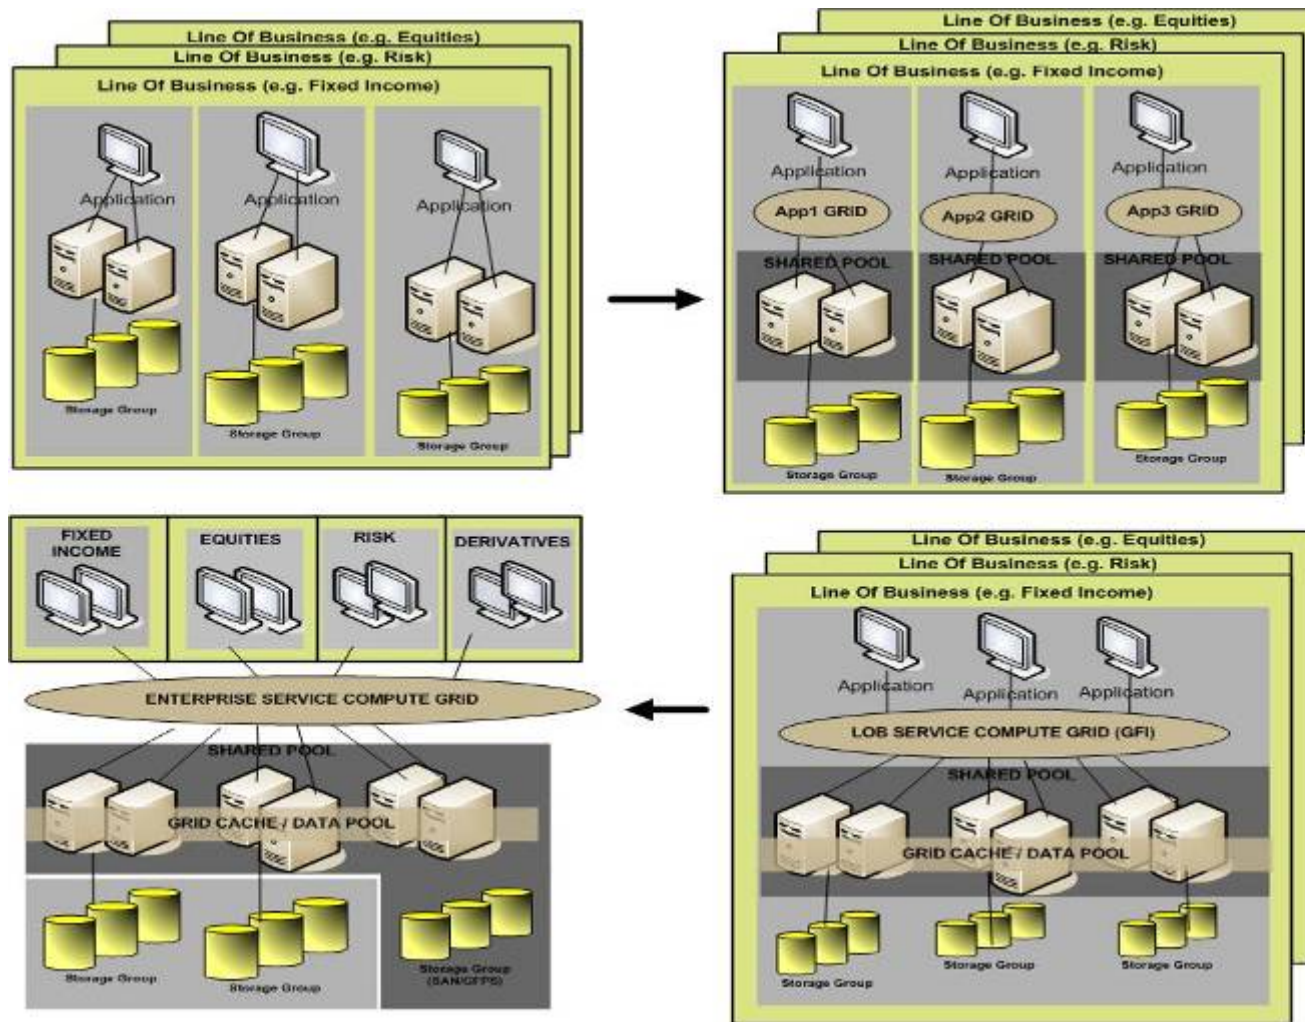 Line Of Business (e.g. Equities)
Line Of Business (e.g. Risk)
Line Of Business (e.g. Fixed Income)
Application
Application
Application
Storage Group
Storage Group
Storage Group
Line Of Business (e.g. Equities)
Line Of Business (e.g. Risk)
Line Of Business (e.g. Fixed Income)
Application
Application
Application
App1 GRID
App2 GRID
App3 GRID
SHARED POOL
SHARED POOL
SHARED POOL
Storage Group
Storage Group
Storage Group
FIXED
INCOME
EQUITIES
RISK
DERIVATIVES
ENTERPRISE SERVICE COMPUTE GRID
SHARED POOL
GRID CACHE / DATA POOL
Storage Group
Storage Group
Storage Group
Line Of Business (e.g. Equities)
Line Of Business (e.g. Risk)
Line Of Business (e.g. Fixed Income)
Application
Application
Application
LOB SERVICE COMPUTE GRID (GFI)
SHARED POOL
GRID CACHE / DATA POOL
Storage Group
Storage Group
Storage Group